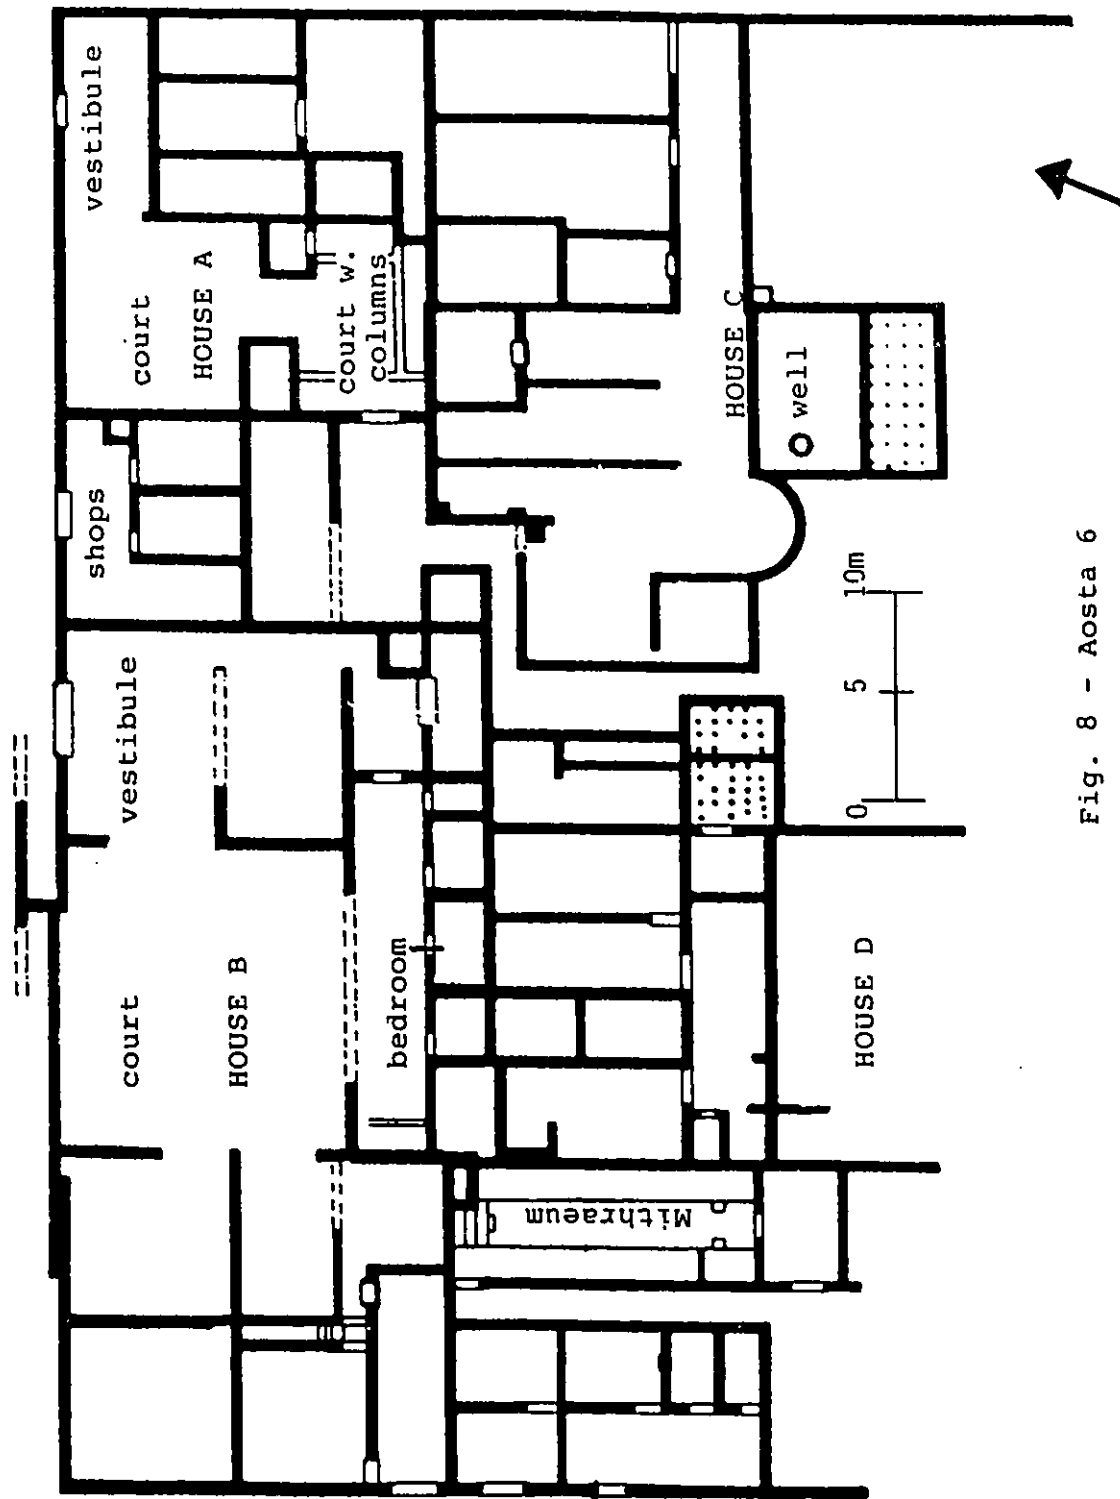 vestibule
court
HOUSE A
court w.
columns
shops
HOUSE C
well
vestibule
court
HOUSE B
bedroom
HOUSE D
Mithraeum
0
5
10m
Fig. 8 - Aosta 6